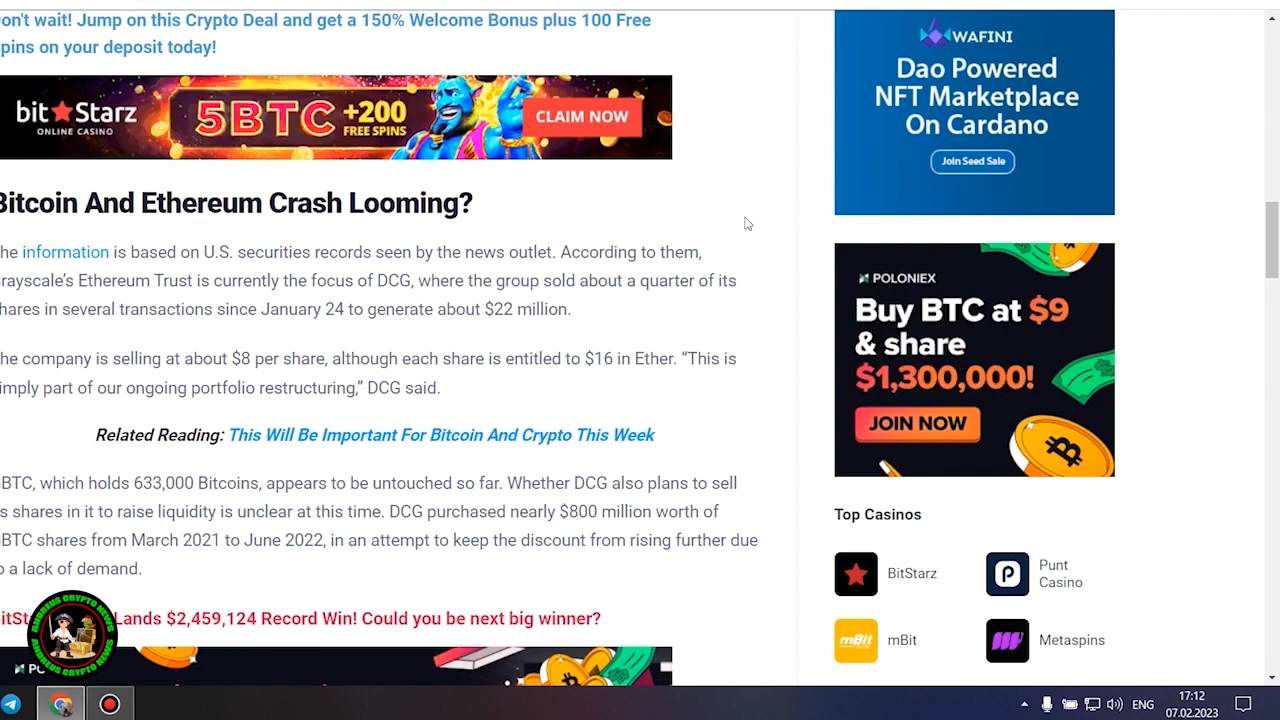 on't wait! Jump on this Crypto Deal and get a 150% Welcome Bonus plus 100 Free
pins on your deposit today!
bit Starz
ONLINE CASINO
5BTC +200
FREE SPINS
CLAIM NOW
Bitcoin And Ethereum Crash Looming?
he information is based on U.S. securities records seen by the news outlet. According to them,
rayscale's Ethereum Trust is currently the focus of DCG, where the group sold about a quarter of its
hares in several transactions since January 24 to generate about $22 million.
he company is selling at about $8 per share, although each share is entitled to $16 in Ether. “This is
imply part of our ongoing portfolio restructuring,” DCG said.
Related Reading: This Will Be Important For Bitcoin And Crypto This Week
BTC, which holds 633,000 Bitcoins, appears to be untouched so far. Whether DCG also plans to sell
s shares in it to raise liquidity is unclear at this time. DCG purchased nearly $800 million worth of
BTC shares from March 2021 to June 2022, in an attempt to keep the discount from rising further due
o a lack of demand.
itSt Lands $2,459,124 Record Win! Could you be next big winner?
ANDREUS CRYPTO NEWS
ANDREUS CRYPTO NEWS
WAFINI
Dao Powered
NFT Marketplace
On Cardano
Join Seed Sale
POLONIEX
Buy BTC at $9
& share
$1,300,000!
JOIN NOW
Top Casinos
BitStarz
Punt
Casino
mBit
mBit
Metaspins
ENG
17:12
07.02.2023